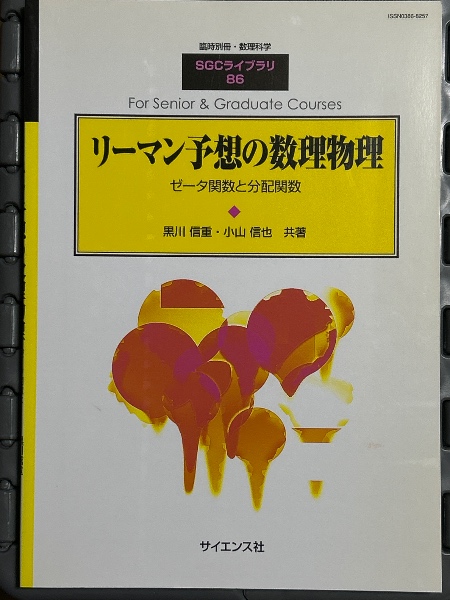 ISSN0386-8257
臨時別冊・数理科学
SGCライブラリ
86
For Senior & Graduate Courses
リーマン予想の数理物理
ゼータ関数と分配関数
黒川 信重・小山 信也 共著
サイエンス社